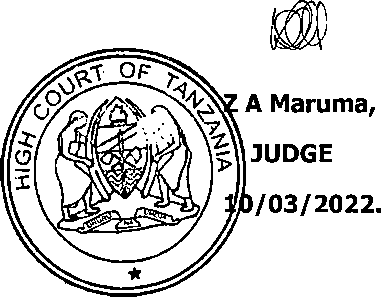 HIGH COURT OF TANZANIA
Z A Maruma,
JUDGE
10/03/2022.